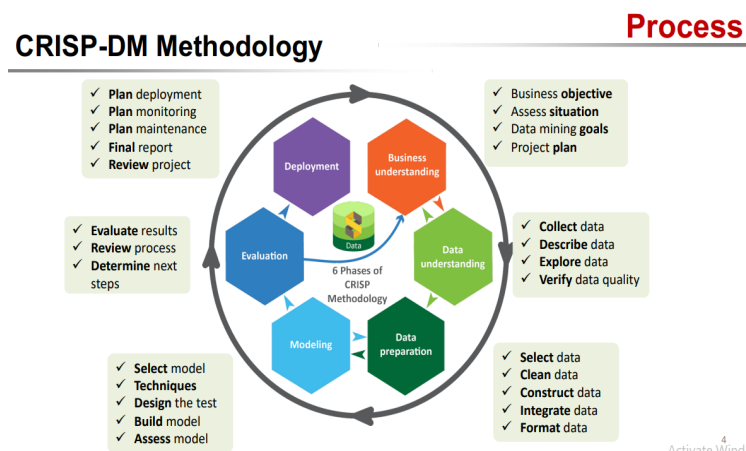 Process
CRISP-DM Methodology
✓ Plan deployment
✓ Plan monitoring
✓ Plan maintenance
✓ Final report
✓ Review project
✓ Business objective
✓ Assess situation
✓ Data mining goals
✓ Project plan
Deployment
Business
understanding
✓ Evaluate results
✓ Review process
✓ Determine next
steps
Evaluation
Data
6 Phases of
CRISP
Methodology
Data
understanding
✓ Collect data
✓ Describe data
✓ Explore data
✓ Verify data quality
Modeling
Data
preparation
✓ Select model
✓ Techniques
✓ Design the test
✓ Build model
✓ Assess model
✓ Select data
✓ Clean data
✓ Construct data
✓ Integrate data
✓ Format data
4
Activate Wind